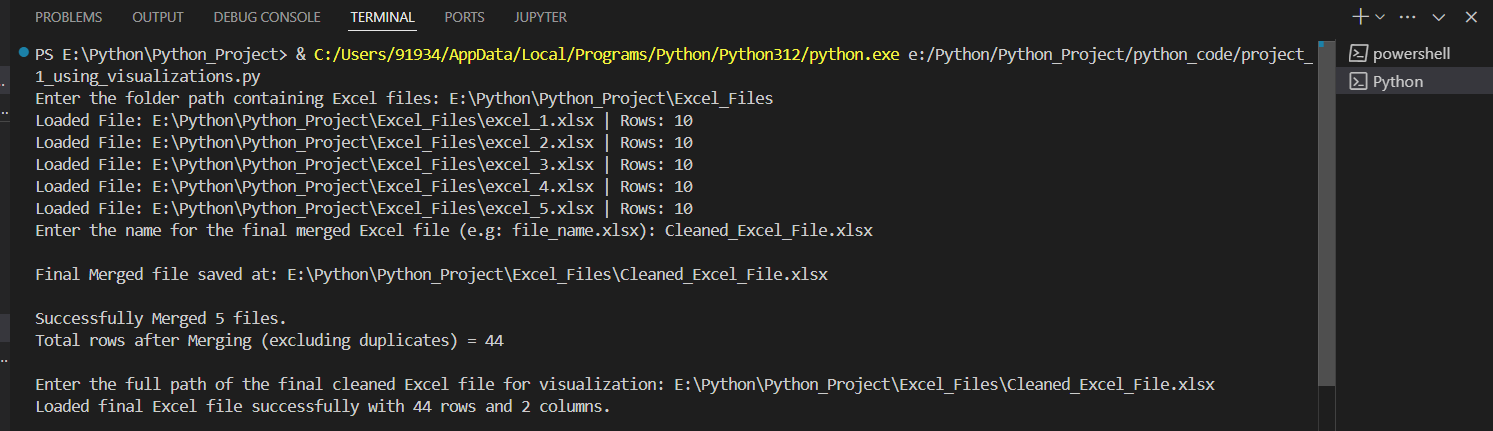 PROBLEMS OUTPUT DEBUG CONSOLE TERMINAL PORTS JUPYTER
PS E:\Python\Python_Project> & C:/Users/91934/AppData/Local/Programs/Python/Python312/python.exe e:/Python/Python_Project/python_code/project_
1_using_visualizations.py
Enter the folder path containing Excel files: E:\Python\Python_Project\Excel_Files
Loaded File: E:\Python\Python_Project\Excel_Files\excel_1.xlsx | Rows: 10
Loaded File: E:\Python\Python_Project\Excel_Files\excel_2.xlsx | Rows: 10
Loaded File: E:\Python\Python_Project\Excel_Files\excel_3.xlsx | Rows: 10
Loaded File: E:\Python\Python_Project\Excel_Files\excel_4.xlsx | Rows: 10
Loaded File: E:\Python\Python_Project\Excel_Files\excel_5.xlsx | Rows: 10
Enter the name for the final merged Excel file (e.g: file_name.xlsx): Cleaned_Excel_File.xlsx
Final Merged file saved at: E:\Python\Python_Project\Excel_Files\Cleaned_Excel_File.xlsx
Successfully Merged 5 files.
Total rows after Merging (excluding duplicates) = 44
Enter the full path of the final cleaned Excel file for visualization: E:\Python\Python_Project\Excel_Files\Cleaned_Excel_File.xlsx
Loaded final Excel file successfully with 44 rows and 2 columns.
powershell
Python